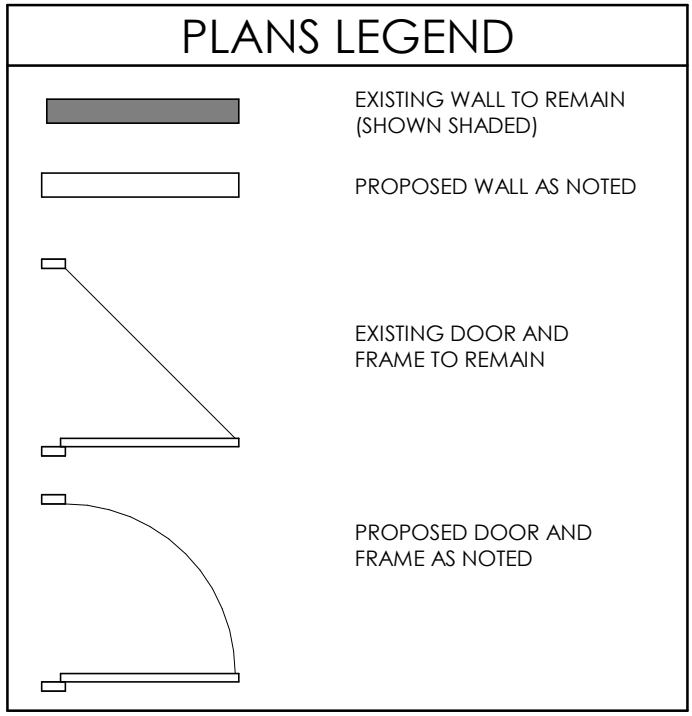 PLANS LEGEND
EXISTING WALL TO REMAIN
(SHOWN SHADED)
PROPOSED WALL AS NOTED
EXISTING DOOR AND
FRAME TO REMAIN
PROPOSED DOOR AND
FRAME AS NOTED